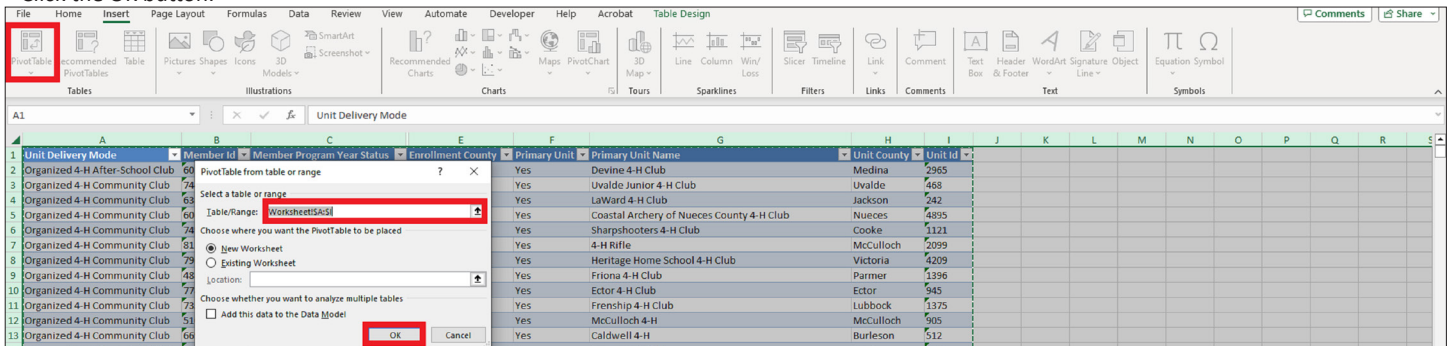 Click the OK button.
File Home Insert Page Layout Formulas Data Review View Automate Developer Help Acrobat Table Design Comments Share
PivotTable Recommended PivotTables Table Pictures Shapes Icons 3D Models SmartArt Screenshot Recommended Charts Maps PivotChart 3D Map Line Column Win/Loss Slicer Timeline Link Comment Text Box Header & Footer WordArt Signature Line Object Equation Symbol
Tables Illustrations Charts Tours Sparklines Filters Links Comments Text Symbols
A1 fx Unit Delivery Mode
A B C E F G H I J K L M N O P Q R S
1 Unit Delivery Mode Member Id Member Program Year Status Enrollment County Primary Unit Primary Unit Name Unit County Unit Id
2 Organized 4-H After-School Club 60 Yes Devine 4-H Club Medina 2965
3 Organized 4-H Community Club 74 Yes Uvalde Junior 4-H Club Uvalde 468
4 Organized 4-H Community Club 63 Yes LaWard 4-H Club Jackson 242
5 Organized 4-H Community Club 60 Yes Coastal Archery of Nueces County 4-H Club Nueces 4895
6 Organized 4-H Community Club 74 Yes Sharpshooters 4-H Club Cooke 1121
7 Organized 4-H Community Club 81 Yes 4-H Rifle McCulloch 2099
8 Organized 4-H Community Club 79 Yes Heritage Home School 4-H Club Victoria 4209
9 Organized 4-H Community Club 48 Yes Friona 4-H Club Parmer 1396
10 Organized 4-H Community Club 77 Yes Ector 4-H Club Ector 945
11 Organized 4-H Community Club 73 Yes Frenship 4-H Club Lubbock 1375
12 Organized 4-H Community Club 51 Yes McCulloch 4-H McCulloch 905
13 Organized 4-H Community Club 66 Yes Caldwell 4-H Burleson 512
PivotTable from table or range ? ×
Select a table or range
Table/Range: Worksheet!$A:$I
Choose where you want the PivotTable to be placed
New Worksheet
Existing Worksheet
Location:
Choose whether you want to analyze multiple tables
Add this data to the Data Model
OK Cancel